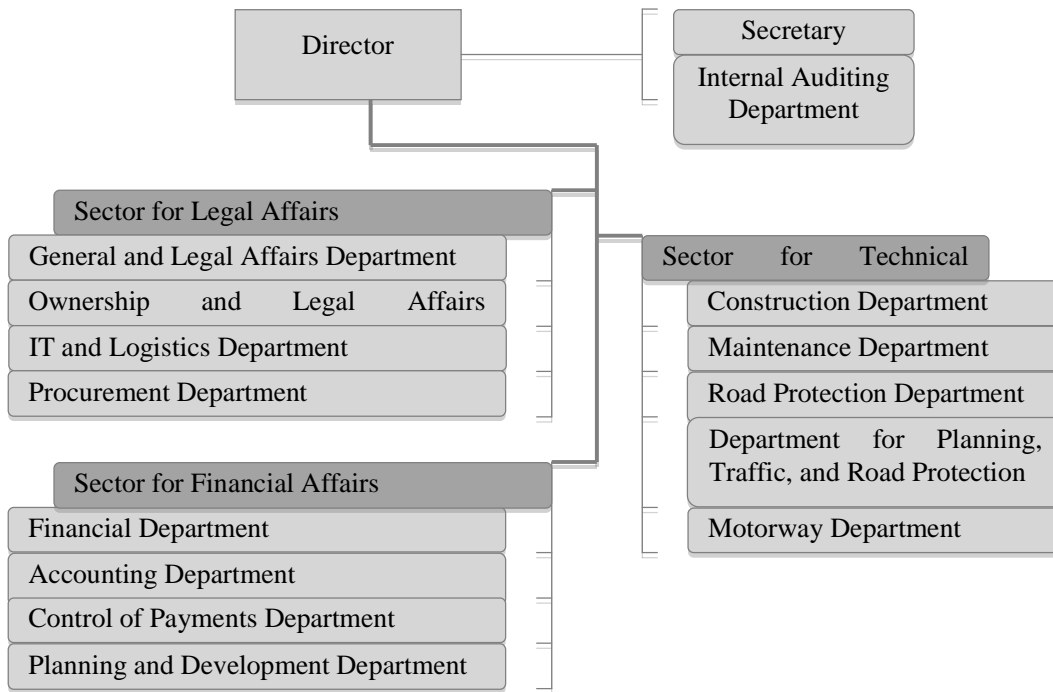 Director
Secretary
Internal Auditing
Department
Sector for Legal Affairs
General and Legal Affairs Department
Ownership and Legal Affairs
IT and Logistics Department
Procurement Department
Sector for Technical
Construction Department
Maintenance Department
Road Protection Department
Department for Planning,
Traffic, and Road Protection
Motorway Department
Sector for Financial Affairs
Financial Department
Accounting Department
Control of Payments Department
Planning and Development Department